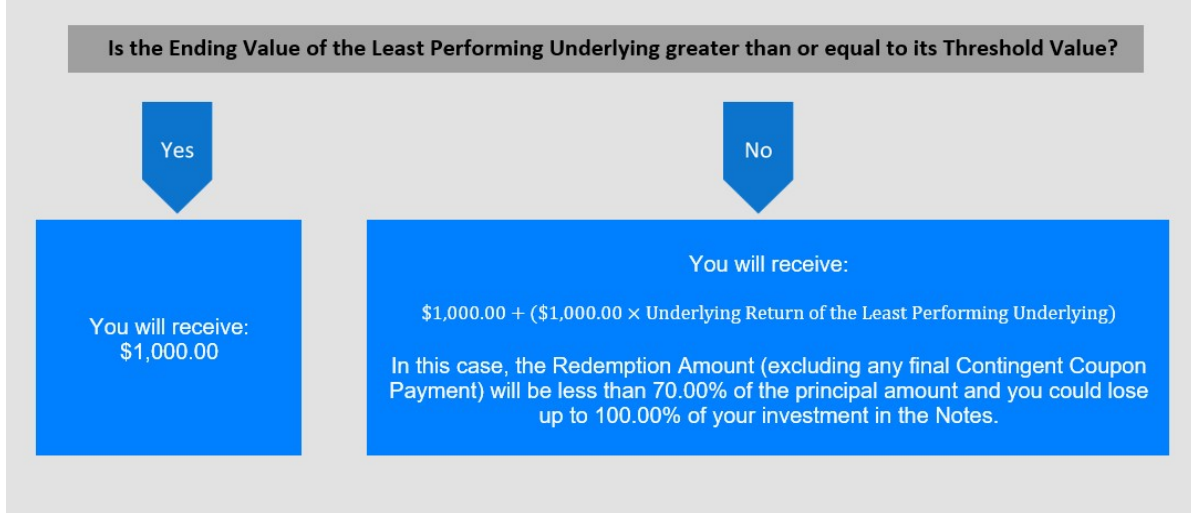 Is the Ending Value of the Least Performing Underlying greater than or equal to its Threshold Value?
Yes
No
You will receive:
$1,000.00
You will receive:
$1,000.00 + ($1,000.00 × Underlying Return of the Least Performing Underlying)
In this case, the Redemption Amount (excluding any final Contingent Coupon
Payment) will be less than 70.00% of the principal amount and you could lose
up to 100.00% of your investment in the Notes.